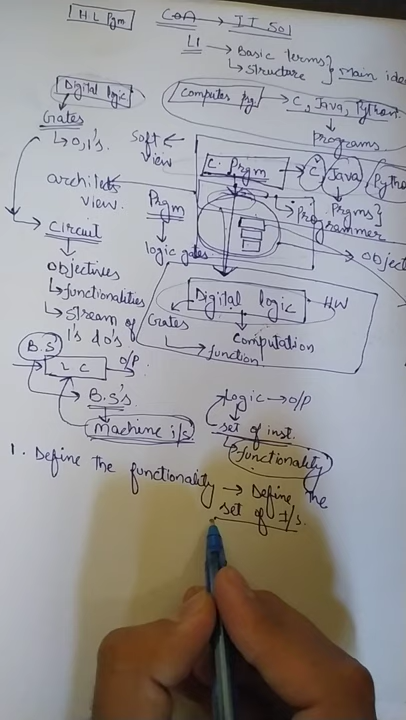 HL Pgm
COA → II Sol
L1 → Basic terms
↳ structure
Main idea
Digital logic
Computer pg → C, Java, Python
Gates
↳ 0,1's.
Soft view
programs
C. Prgm → C Java Pytho
architects view.
Prgm
Prgms
Programmer
Circuit
logic gates
object
Objectives
↳ functionalities
↳ stream of 1's & 0's
Digital logic
HW
Gates
Computation
→ function
B.S'
L C
O/P
logic → O/P
B.S's.
Machine i/s
set of inst.
↳ functionality
1. Define the functionality → Define the
set of I/s.